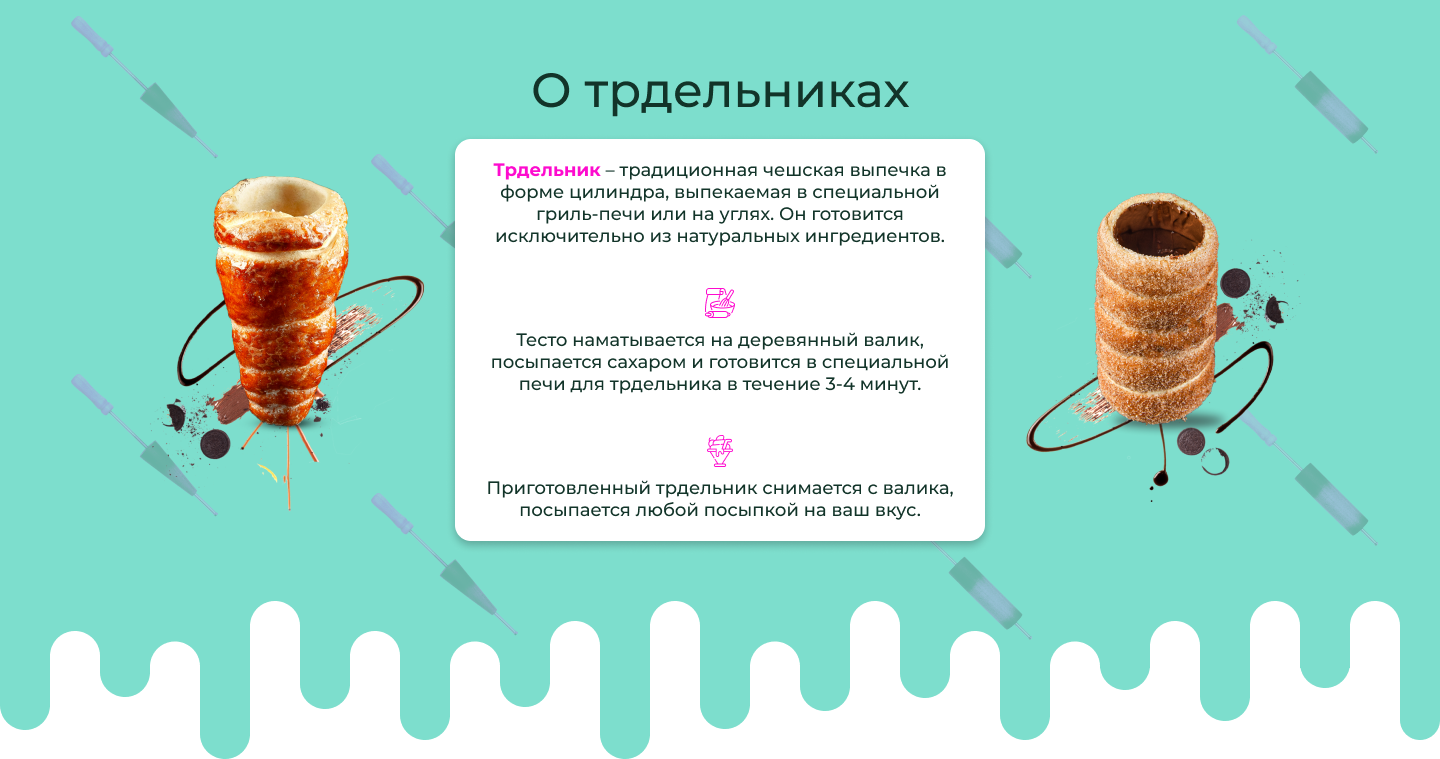 О трдельниках
Трдельник – традиционная чешская выпечка в
форме цилиндра, выпекаемая в специальной
гриль-печи или на углях. Он готовится
исключительно из натуральных ингредиентов.
Тесто наматывается на деревянный валик,
посыпается сахаром и готовится в специальной
печи для трдельника в течение 3-4 минут.
Приготовленный трдельник снимается с валика,
посыпается любой посыпкой на ваш вкус.